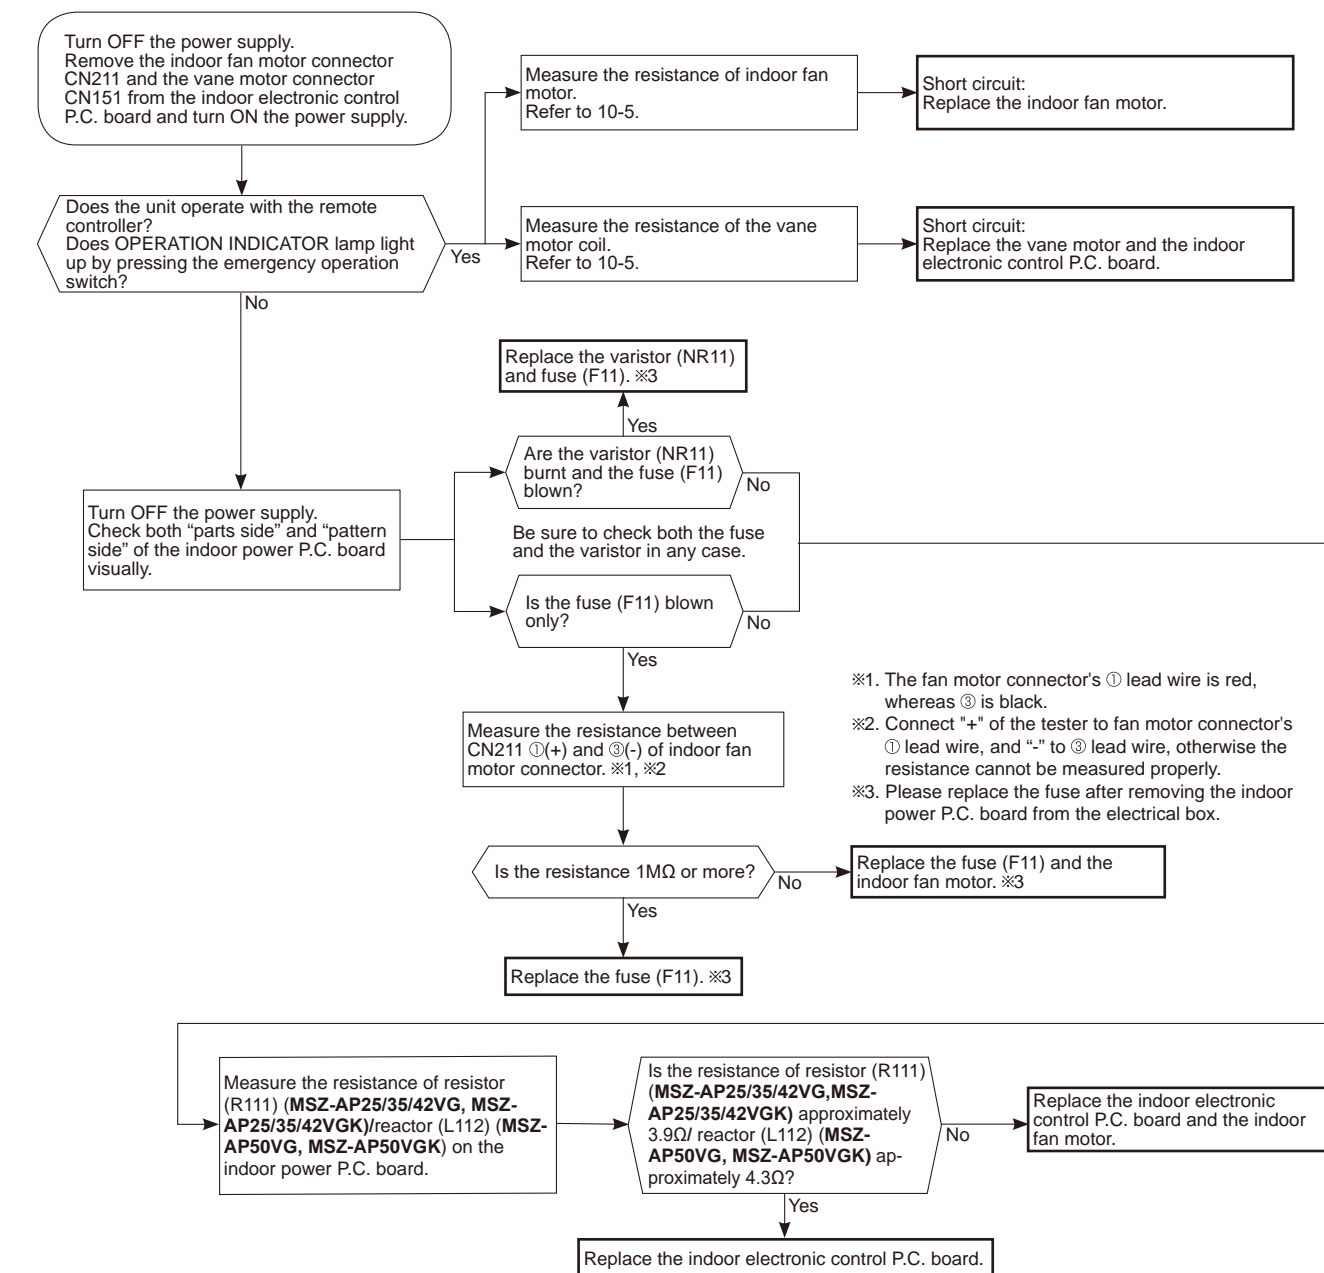 Turn OFF the power supply.
Remove the indoor fan motor connector
CN211 and the vane motor connector
CN151 from the indoor electronic control
P.C. board and turn ON the power supply.
Measure the resistance of indoor fan
motor.
Refer to 10-5.
Short circuit:
Replace the indoor fan motor.
Does the unit operate with the remote
controller?
Does OPERATION INDICATOR lamp light
up by pressing the emergency operation
switch?
Yes
Measure the resistance of the vane
motor coil.
Refer to 10-5.
Short circuit:
Replace the vane motor and the indoor
electronic control P.C. board.
No
Replace the varistor (NR11)
and fuse (F11). ※3
Yes
Are the varistor (NR11)
burnt and the fuse (F11)
blown?
No
Turn OFF the power supply.
Check both “parts side” and “pattern
side” of the indoor power P.C. board
visually.
Be sure to check both the fuse
and the varistor in any case.
Is the fuse (F11) blown
only?
No
Yes
Measure the resistance between
CN211 ①(+) and ③(-) of indoor fan
motor connector. ※1, ※2
※1. The fan motor connector's ① lead wire is red,
whereas ③ is black.
※2. Connect "+" of the tester to fan motor connector's
① lead wire, and “-” to ③ lead wire, otherwise the
resistance cannot be measured properly.
※3. Please replace the fuse after removing the indoor
power P.C. board from the electrical box.
Is the resistance 1MΩ or more?
No
Replace the fuse (F11) and the
indoor fan motor. ※3
Yes
Replace the fuse (F11). ※3
Measure the resistance of resistor
(R111) (MSZ-AP25/35/42VG, MSZ-
AP25/35/42VGK)/reactor (L112) (MSZ-
AP50VG, MSZ-AP50VGK) on the
indoor power P.C. board.
Is the resistance of resistor (R111)
(MSZ-AP25/35/42VG,MSZ-
AP25/35/42VGK) approximately
3.9Ω/ reactor (L112) (MSZ-
AP50VG, MSZ-AP50VGK) ap-
proximately 4.3Ω?
No
Replace the indoor electronic
control P.C. board and the indoor
fan motor.
Yes
Replace the indoor electronic control P.C. board.